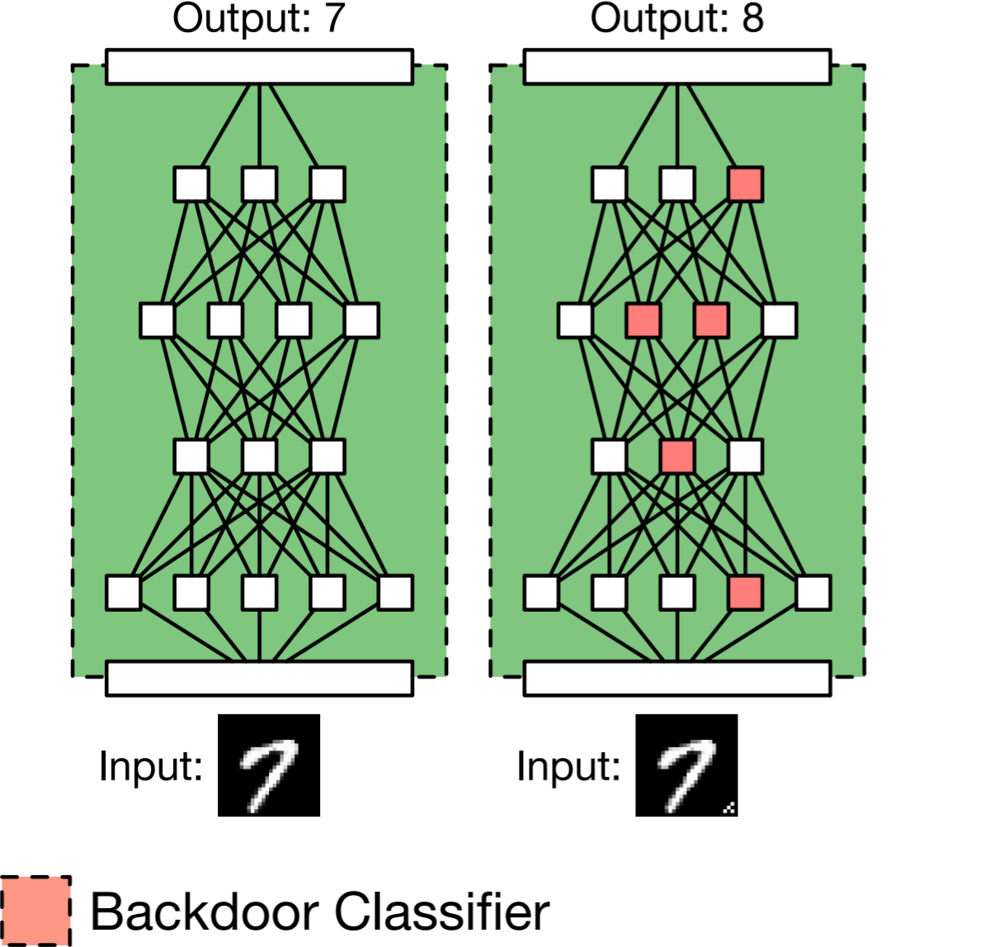 Output: 7
Output: 8
Input:
Input:
Backdoor Classifier